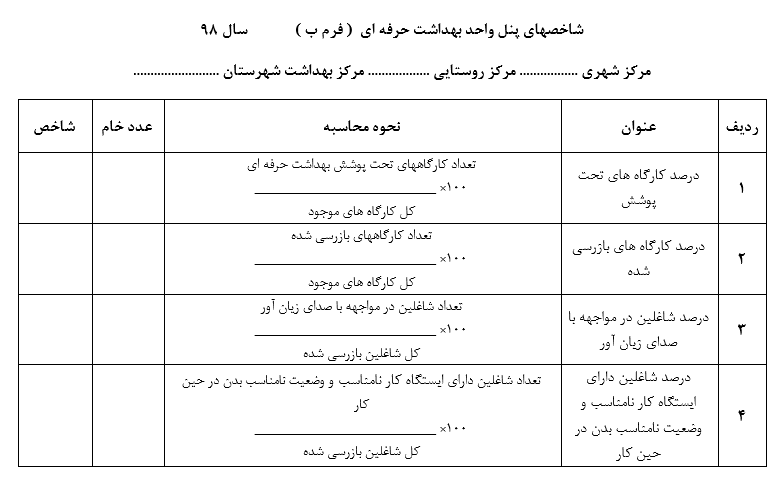 شاخصهای پنل واحد بهداشت حرفه ای ( فرم ب ) سال ۹۸
مرکز شهری ................. مرکز روستایی .................. مرکز بهداشت شهرستان .........................
ردیف عنوان نحوه محاسبه عدد خام شاخص
۱
درصد کارگاه های تحت
پوشش
تعداد کارگاههای تحت پوشش بهداشت حرفه ای
__________________________ ×۱۰۰
کل کارگاه های موجود
۲
درصد کارگاه های بازرسی
شده
تعداد کارگاههای بازرسی شده
__________________________ ×۱۰۰
کل کارگاه های موجود
۳
درصد شاغلین در مواجهه با
صدای زیان آور
تعداد شاغلین در مواجهه با صدای زیان آور
__________________________ ×۱۰۰
کل شاغلین بازرسی شده
۴
درصد شاغلین دارای
ایستگاه کار نامناسب و
وضعیت نامناسب بدن در
حین کار
تعداد شاغلین دارای ایستگاه کار نامناسب و وضعیت نامناسب بدن در حین
کار
__________________________ ×۱۰۰
کل شاغلین بازرسی شده